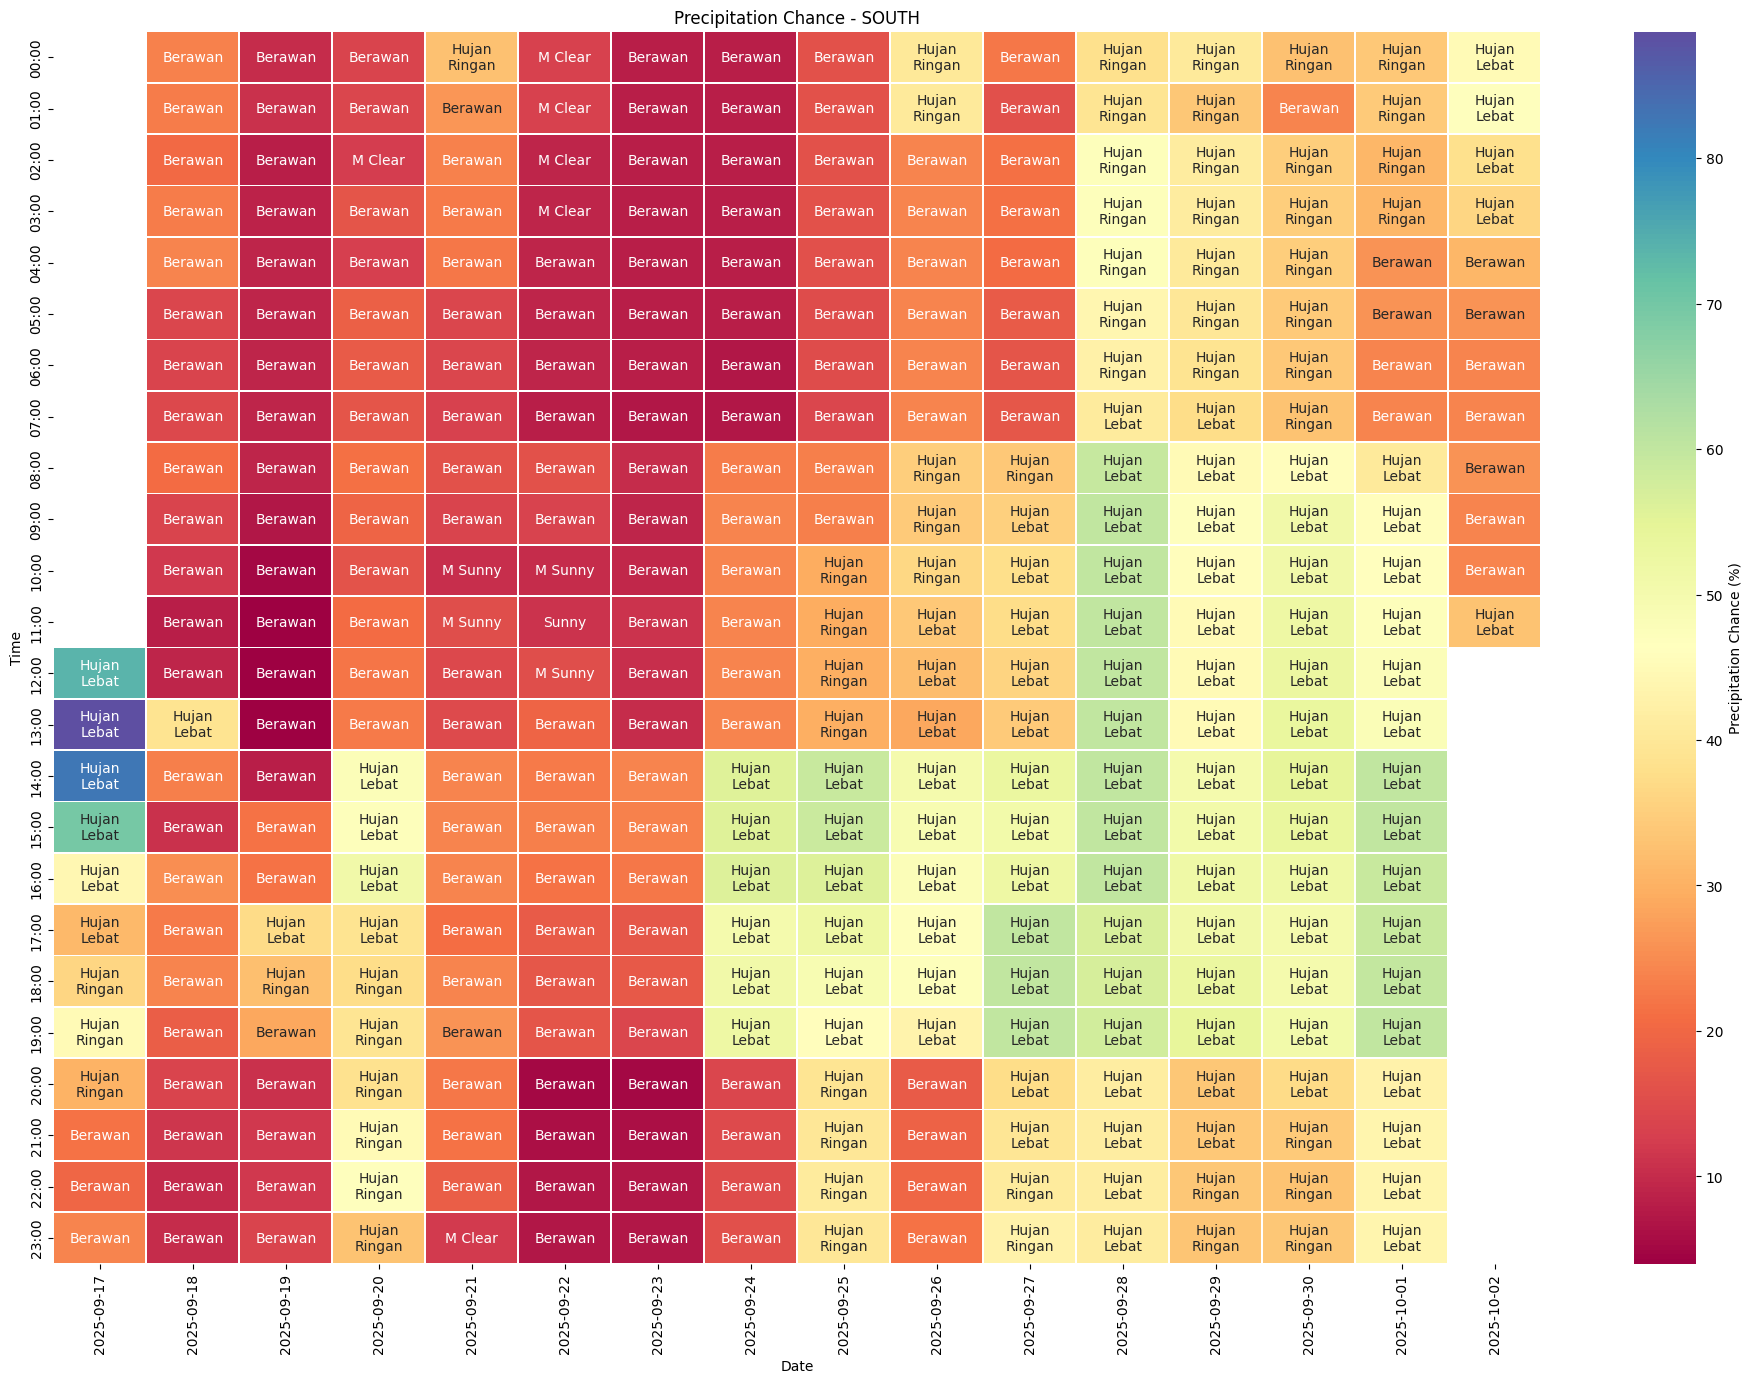 Precipitation Chance - SOUTH
00:00 Berawan Berawan Berawan Hujan Ringan M Clear Berawan Berawan Berawan Hujan Ringan Berawan Hujan Ringan Hujan Ringan Hujan Ringan Hujan Ringan Hujan Lebat
01:00 Berawan Berawan Berawan Berawan M Clear Berawan Berawan Berawan Hujan Ringan Berawan Hujan Ringan Hujan Ringan Berawan Hujan Ringan Hujan Lebat
02:00 Berawan Berawan M Clear Berawan M Clear Berawan Berawan Berawan Berawan Berawan Hujan Ringan Hujan Ringan Hujan Ringan Hujan Ringan Hujan Lebat
03:00 Berawan Berawan Berawan Berawan M Clear Berawan Berawan Berawan Berawan Berawan Hujan Ringan Hujan Ringan Hujan Ringan Hujan Ringan Hujan Lebat
04:00 Berawan Berawan Berawan Berawan Berawan Berawan Berawan Berawan Berawan Berawan Hujan Ringan Hujan Ringan Hujan Ringan Berawan Berawan
05:00 Berawan Berawan Berawan Berawan Berawan Berawan Berawan Berawan Berawan Berawan Hujan Ringan Hujan Ringan Hujan Ringan Berawan Berawan
06:00 Berawan Berawan Berawan Berawan Berawan Berawan Berawan Berawan Berawan Berawan Hujan Ringan Hujan Ringan Hujan Ringan Berawan Berawan
07:00 Berawan Berawan Berawan Berawan Berawan Berawan Berawan Berawan Berawan Berawan Hujan Lebat Hujan Lebat Hujan Ringan Berawan Berawan
08:00 Berawan Berawan Berawan Berawan Berawan Berawan Berawan Berawan Hujan Ringan Hujan Ringan Hujan Lebat Hujan Lebat Hujan Lebat Hujan Lebat Berawan
09:00 Berawan Berawan Berawan Berawan Berawan Berawan Berawan Berawan Hujan Ringan Hujan Lebat Hujan Lebat Hujan Lebat Hujan Lebat Hujan Lebat Berawan
10:00 Berawan Berawan Berawan M Sunny M Sunny Berawan Berawan Hujan Ringan Hujan Ringan Hujan Lebat Hujan Lebat Hujan Lebat Hujan Lebat Hujan Lebat Berawan
11:00 Berawan Berawan Berawan M Sunny Sunny Berawan Berawan Hujan Ringan Hujan Lebat Hujan Lebat Hujan Lebat Hujan Lebat Hujan Lebat Hujan Lebat Hujan Lebat
12:00 Hujan Lebat Berawan Berawan Berawan Berawan M Sunny Berawan Berawan Hujan Ringan Hujan Lebat Hujan Lebat Hujan Lebat Hujan Lebat Hujan Lebat Hujan Lebat
13:00 Hujan Lebat Hujan Lebat Berawan Berawan Berawan Berawan Berawan Berawan Hujan Ringan Hujan Lebat Hujan Lebat Hujan Lebat Hujan Lebat Hujan Lebat Hujan Lebat
14:00 Hujan Lebat Berawan Berawan Hujan Lebat Berawan Berawan Berawan Hujan Lebat Hujan Lebat Hujan Lebat Hujan Lebat Hujan Lebat Hujan Lebat Hujan Lebat Hujan Lebat
15:00 Hujan Lebat Berawan Berawan Hujan Lebat Berawan Berawan Berawan Hujan Lebat Hujan Lebat Hujan Lebat Hujan Lebat Hujan Lebat Hujan Lebat Hujan Lebat Hujan Lebat
16:00 Hujan Lebat Berawan Berawan Hujan Lebat Berawan Berawan Berawan Hujan Lebat Hujan Lebat Hujan Lebat Hujan Lebat Hujan Lebat Hujan Lebat Hujan Lebat Hujan Lebat
17:00 Hujan Lebat Berawan Hujan Lebat Hujan Lebat Berawan Berawan Berawan Hujan Lebat Hujan Lebat Hujan Lebat Hujan Lebat Hujan Lebat Hujan Lebat Hujan Lebat Hujan Lebat
18:00 Hujan Ringan Berawan Hujan Ringan Hujan Ringan Berawan Berawan Berawan Hujan Lebat Hujan Lebat Hujan Lebat Hujan Lebat Hujan Lebat Hujan Lebat Hujan Lebat Hujan Lebat
19:00 Hujan Ringan Berawan Berawan Hujan Ringan Berawan Berawan Berawan Hujan Lebat Hujan Lebat Hujan Lebat Hujan Lebat Hujan Lebat Hujan Lebat Hujan Lebat Hujan Lebat
20:00 Hujan Ringan Berawan Berawan Hujan Ringan Berawan Berawan Berawan Berawan Hujan Ringan Berawan Hujan Lebat Hujan Lebat Hujan Lebat Hujan Lebat Hujan Lebat
21:00 Berawan Berawan Berawan Hujan Ringan Berawan Berawan Berawan Berawan Hujan Ringan Berawan Hujan Lebat Hujan Lebat Hujan Lebat Hujan Ringan Hujan Lebat
22:00 Berawan Berawan Berawan Hujan Ringan Berawan Berawan Berawan Berawan Hujan Ringan Berawan Hujan Ringan Hujan Lebat Hujan Ringan Hujan Ringan Hujan Lebat
23:00 Berawan Berawan Berawan Hujan Ringan M Clear Berawan Berawan Berawan Hujan Ringan Berawan Hujan Ringan Hujan Lebat Hujan Ringan Hujan Ringan Hujan Lebat
Time
2025-09-17 2025-09-18 2025-09-19 2025-09-20 2025-09-21 2025-09-22 2025-09-23 2025-09-24 2025-09-25 2025-09-26 2025-09-27 2025-09-28 2025-09-29 2025-09-30 2025-10-01 2025-10-02
Date
80
70
60
50
40
30
20
10
Precipitation Chance (%)